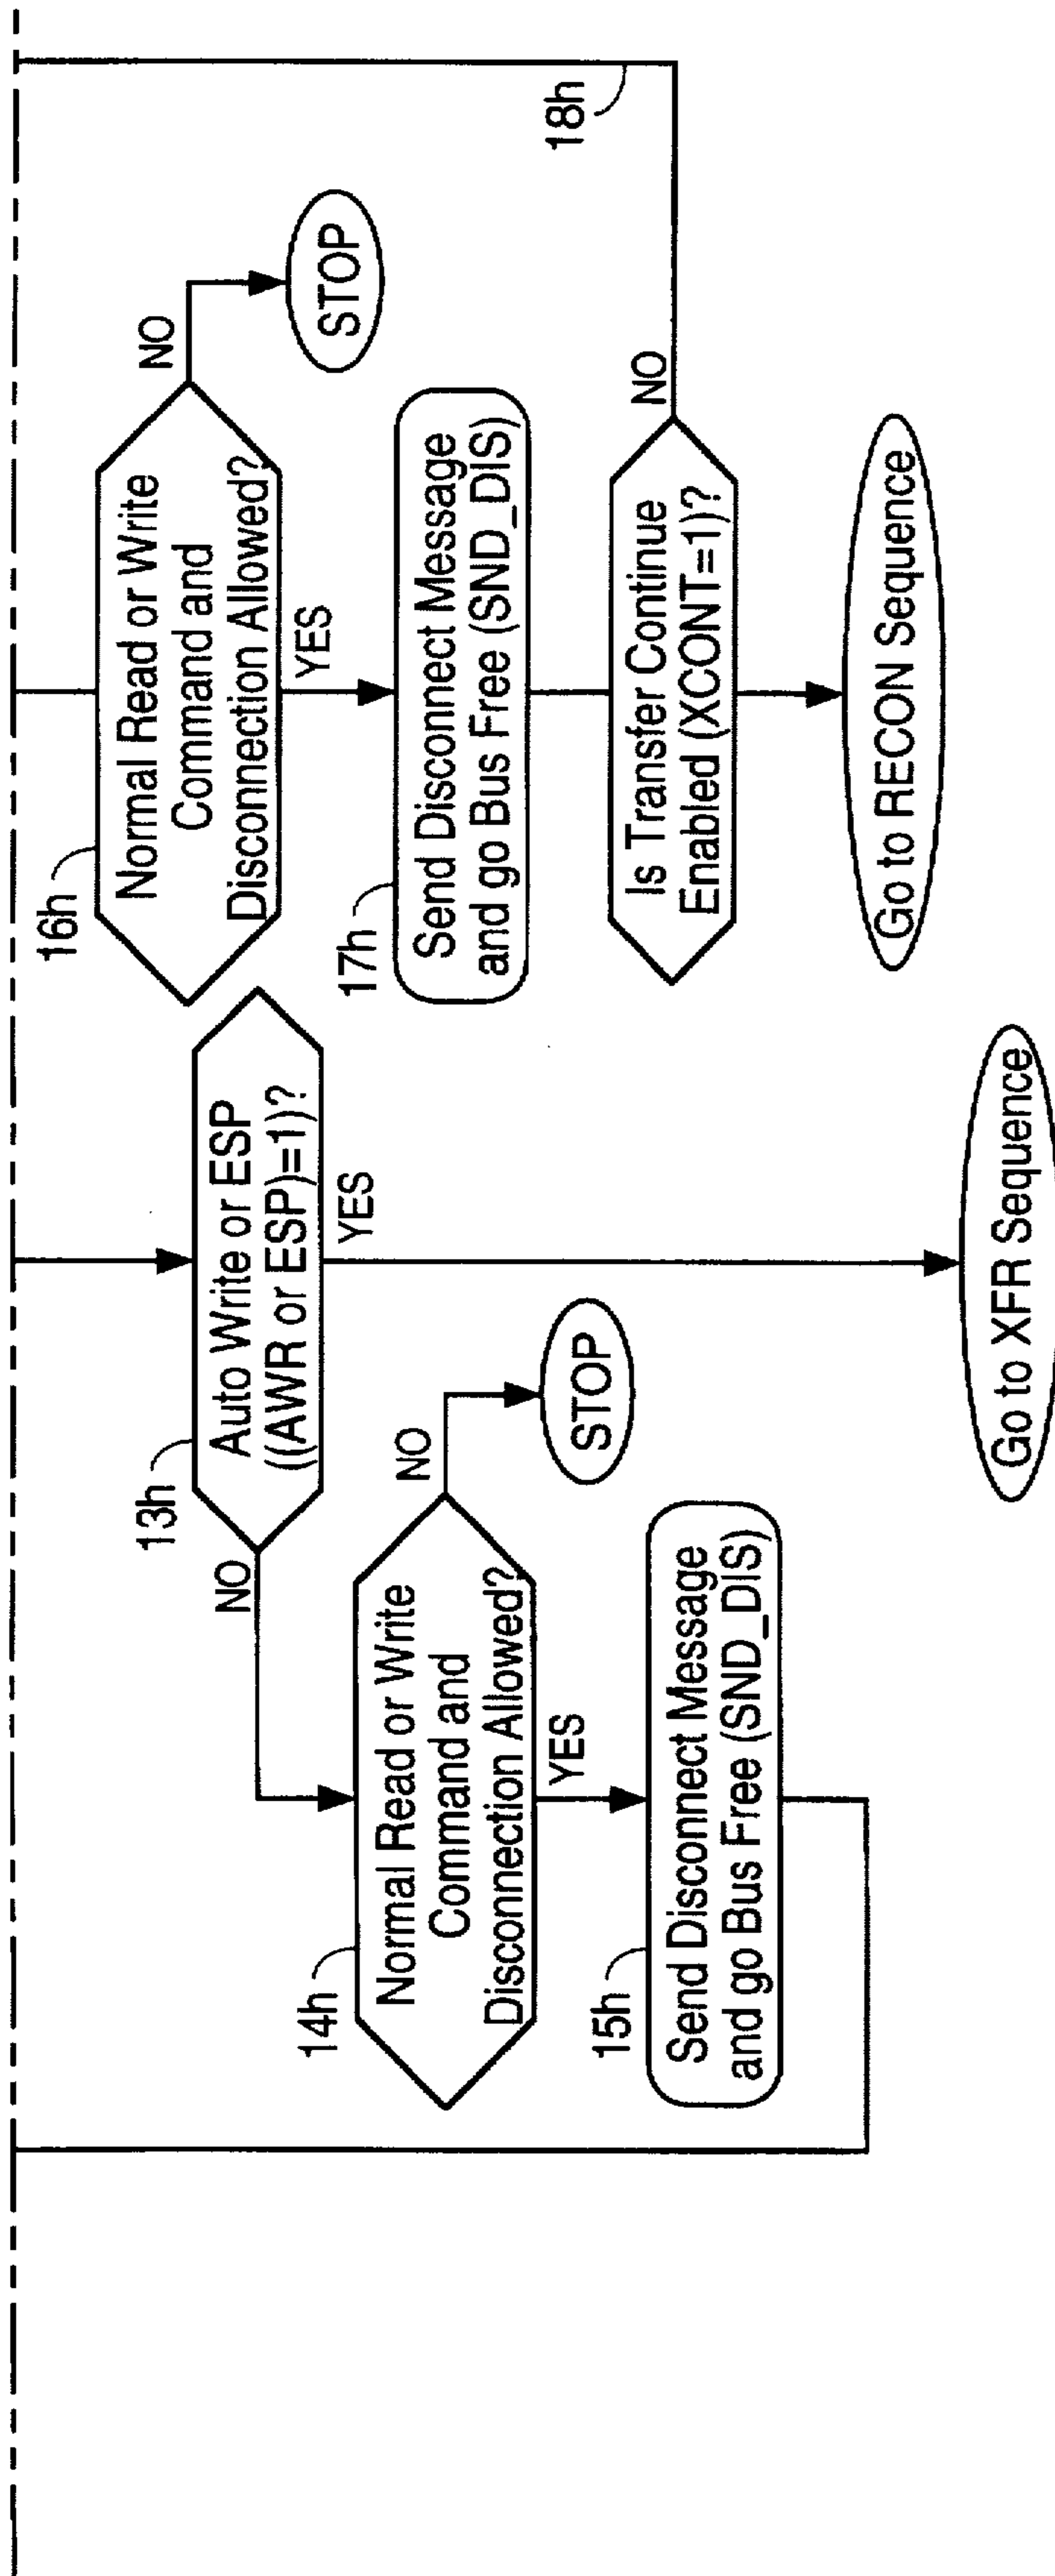 13h
Auto Write or ESP
((AWR or ESP)=1)?
NO
YES
14h
Normal Read or Write
Command and
Disconnection Allowed?
NO
STOP
YES
15h
Send Disconnect Message
and go Bus Free (SND_DIS)
Go to XFR Sequence
16h
Normal Read or Write
Command and
Disconnection Allowed?
NO
STOP
YES
17h
Send Disconnect Message
and go Bus Free (SND_DIS)
18h
Is Transfer Continue
Enabled (XCONT=1)?
NO
Go to RECON Sequence